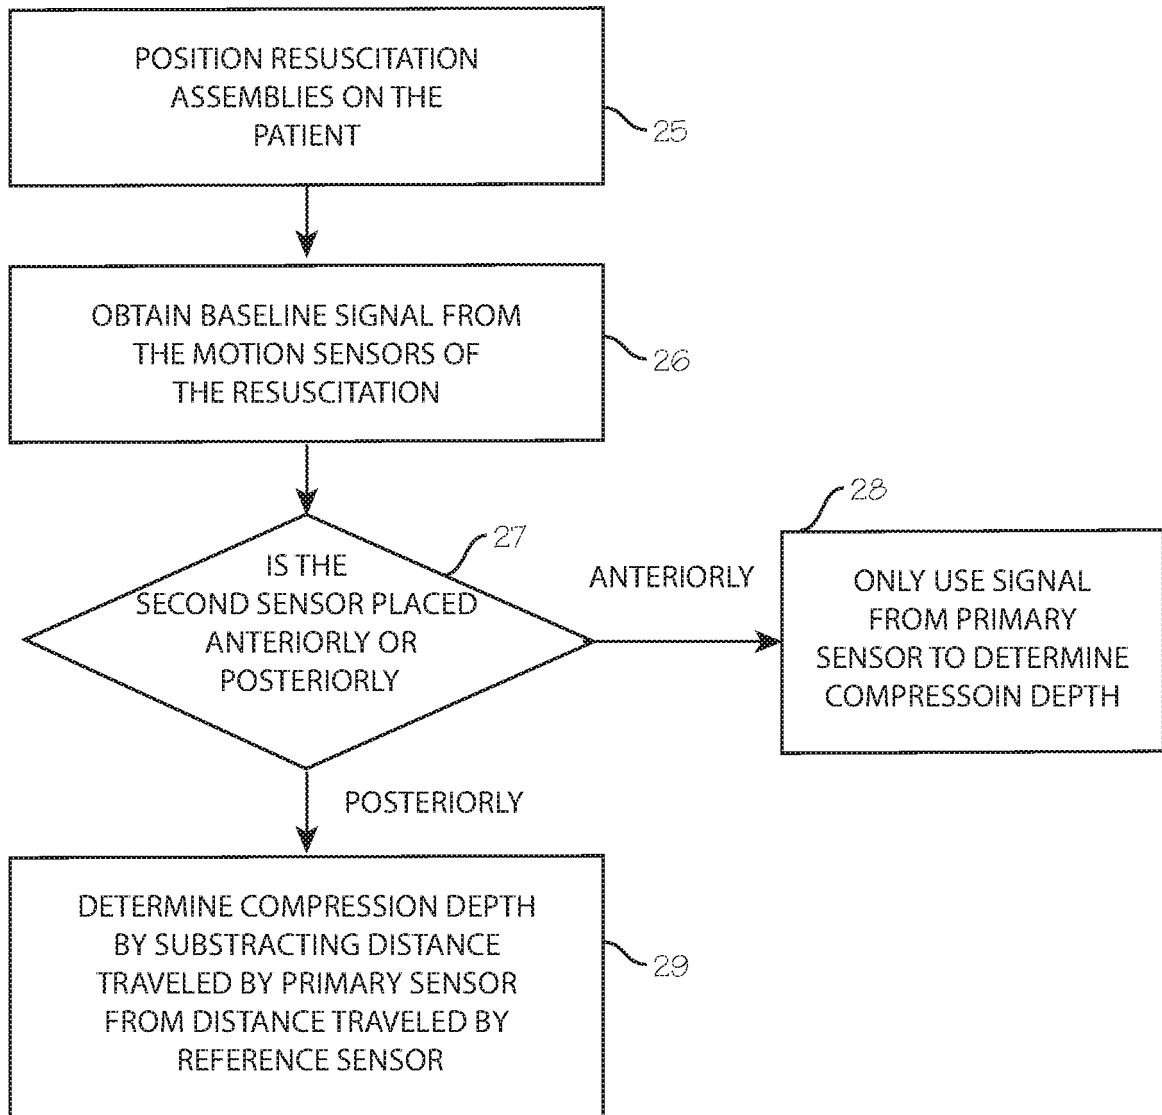 POSITION RESUSCITATION
ASSEMBLIES ON THE
PATIENT
25
OBTAIN BASELINE SIGNAL FROM
THE MOTION SENSORS OF
THE RESUSCITATION
26
IS THE
SECOND SENSOR PLACED
ANTERIORLY OR
POSTERIORLY
27
ANTERIORLY
28
ONLY USE SIGNAL
FROM PRIMARY
SENSOR TO DETERMINE
COMPRESSOIN DEPTH
POSTERIORLY
DETERMINE COMPRESSION DEPTH
BY SUBSTRACTING DISTANCE
TRAVELED BY PRIMARY SENSOR
FROM DISTANCE TRAVELED BY
REFERENCE SENSOR
29